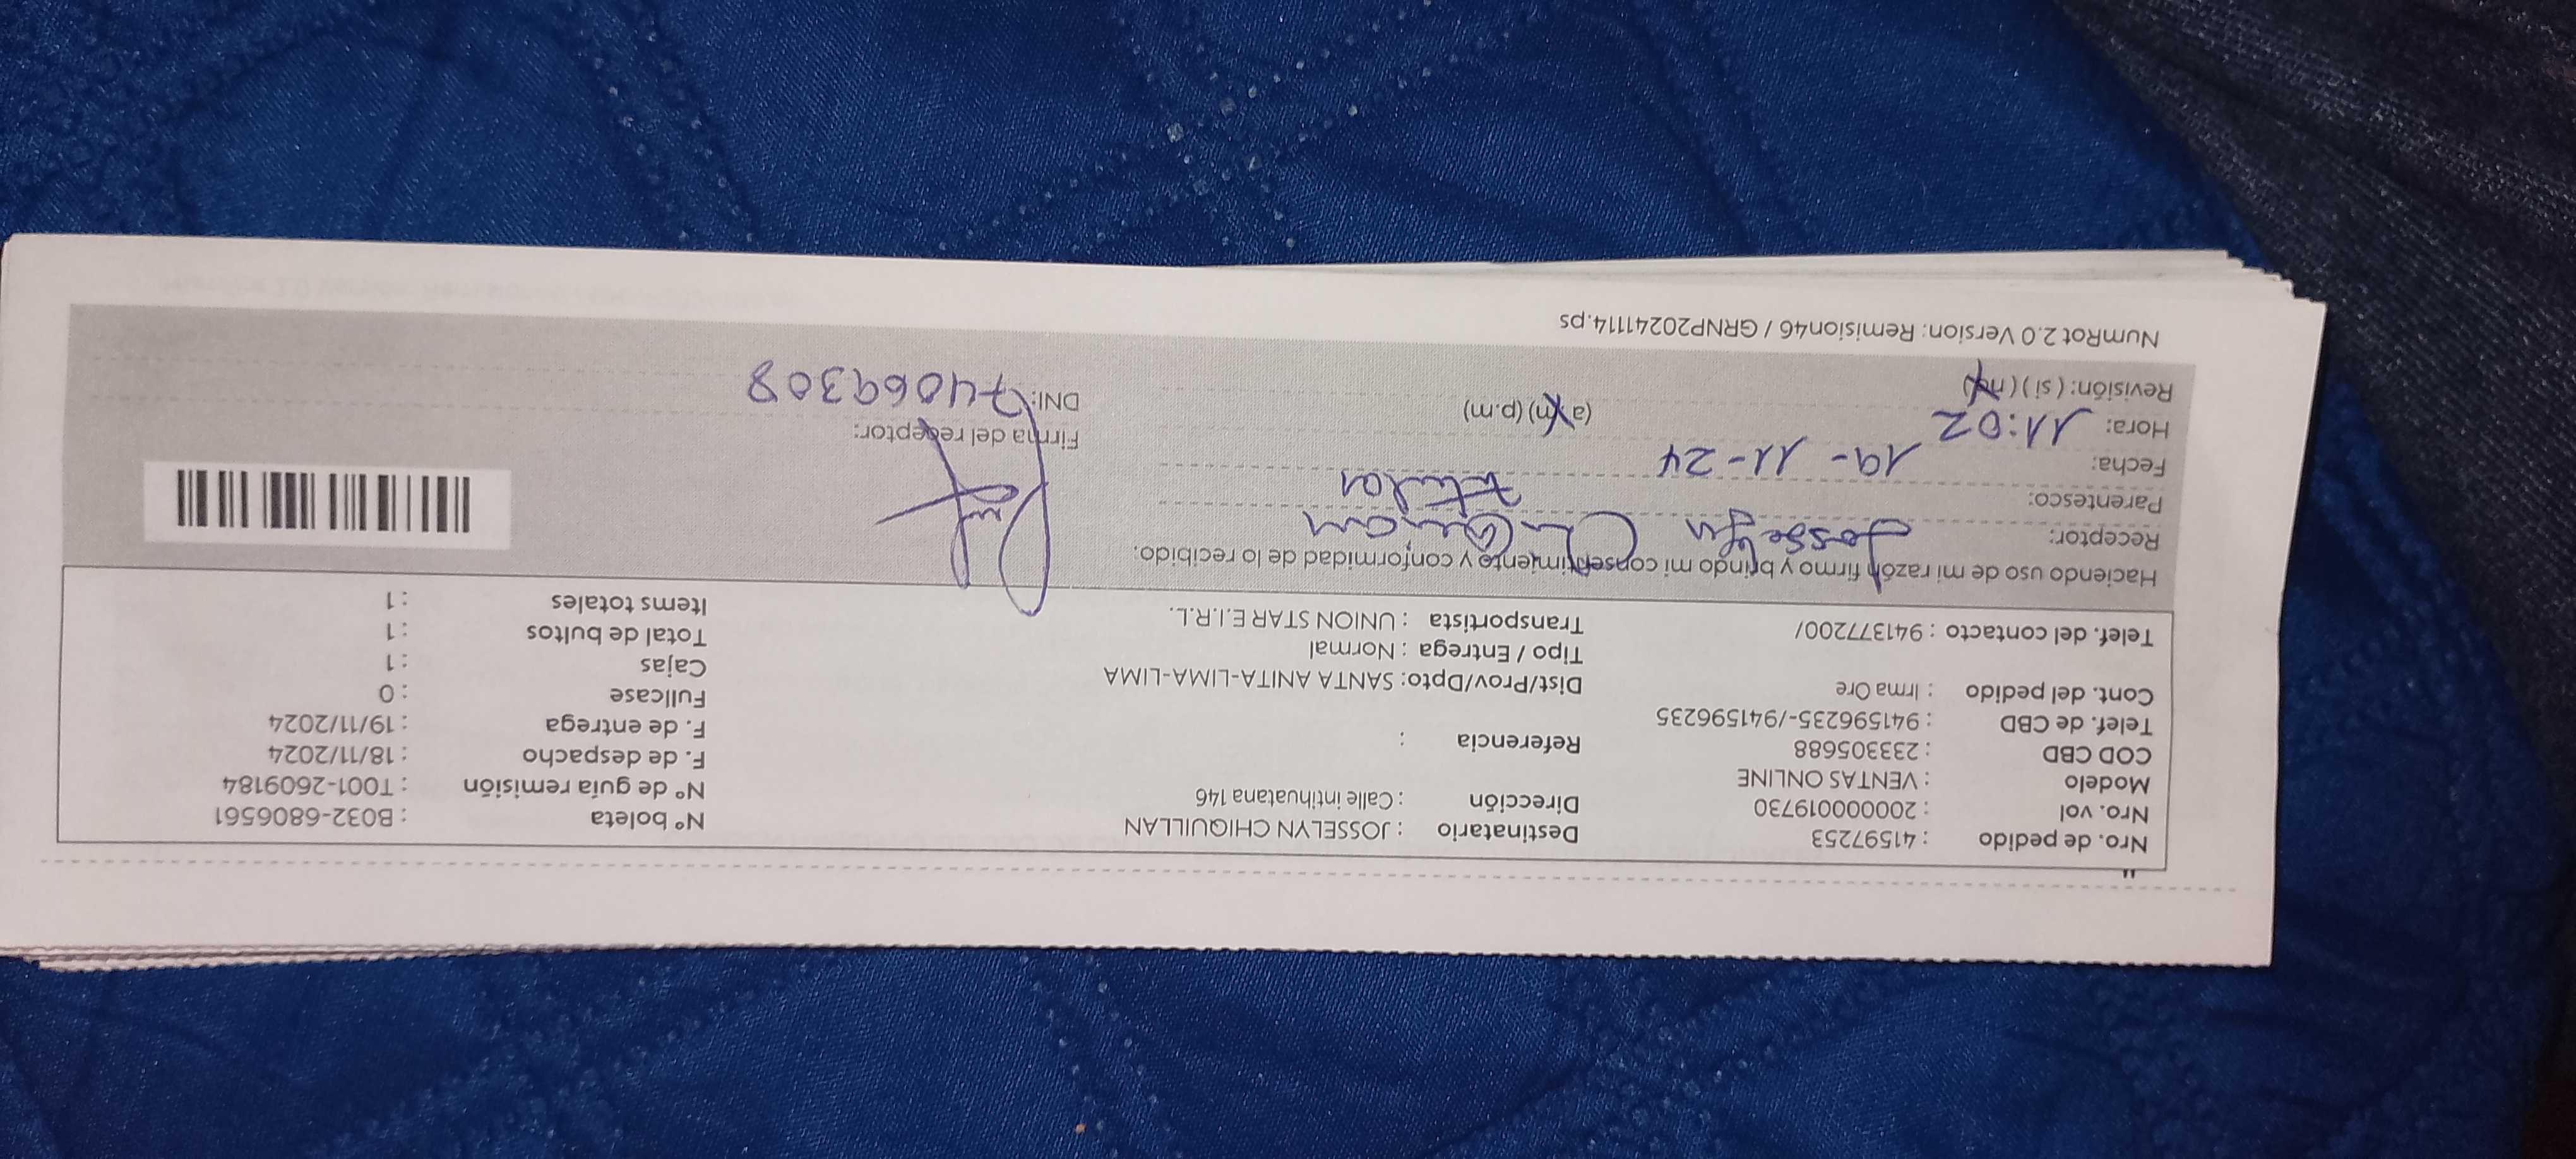 Nro. de pedido : 41597253
Nro. vol : 20000001 9730
Modelo : VENTAS ONLINE
COD CBD : 233305688
Telef. de CBD : 941596235-/941596235
Cont. del pedido : Irma Ore
Telef. del contacto : 941377200/
Destinatario : JOSSELYN CHIQUILLAN
Dirección : Calle intihuatana 146
Referencia :
Dist/Prov/Dpto: SANTA ANITA-LIMA-LIMA
Tipo / Entrega : Normal
Transportista : UNION STAR E.I.R.L.
Nº boleta : B032-6806561
Nº de guía remisión : T001-2609184
F. de despacho : 18/11/2024
F. de entrega : 19/11/2024
Fullcase : 0
Cajas : 1
Total de bultos : 1
Items totales : 1
Haciendo uso de mi razón firmo y brindo mi consentimiento y conformidad de lo recibido.
Receptor: Josselyn
Parentesco: titular
Fecha: 19-11-24
Hora: 11:02 (a.m) (p.m)
Revisión: ( si ) ( no )
Firma del receptor:
DNI: 74069308
NumRot 2.0 Version: Remision46 / GRNP20241114.ps